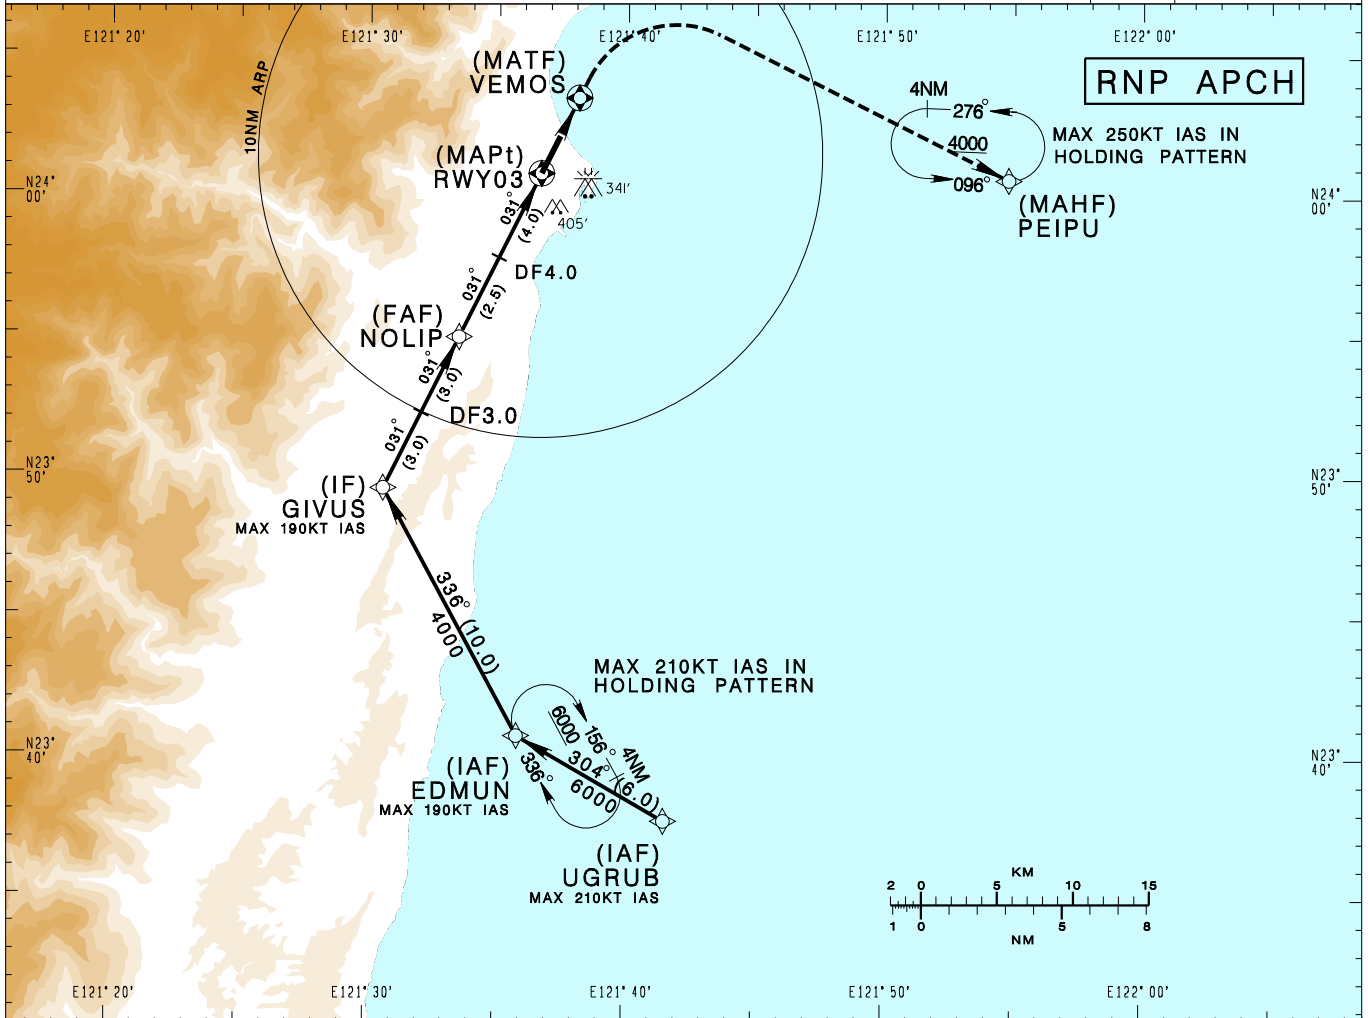 E121° 20'
E121° 30'
E121° 40'
E121° 50'
E122° 00'
RNP APCH
10NM ARP
(MATF)
VEMOS
4NM
276°
4000
096°
MAX 250KT IAS IN
HOLDING PATTERN
(MAHF)
PEIPU
(MAPt)
RWY03
341'
405'
N24°
00'
N24°
00'
031°
(4.0)
DF4.0
031°
(2.5)
(FAF)
NOLIP
031°
(3.0)
DF3.0
031°
(3.0)
N23°
50'
N23°
50'
(IF)
GIVUS
MAX 190KT IAS
336° (10.0)
4000
MAX 210KT IAS IN
HOLDING PATTERN
6000
156°
4NM
304° (6.0)
6000
336°
N23°
40'
N23°
40'
(IAF)
EDMUN
MAX 190KT IAS
(IAF)
UGRUB
MAX 210KT IAS
KM
2 0 5 10 15
1 0 5 8
NM
E121° 20'
E121° 30'
E121° 40'
E121° 50'
E122° 00'